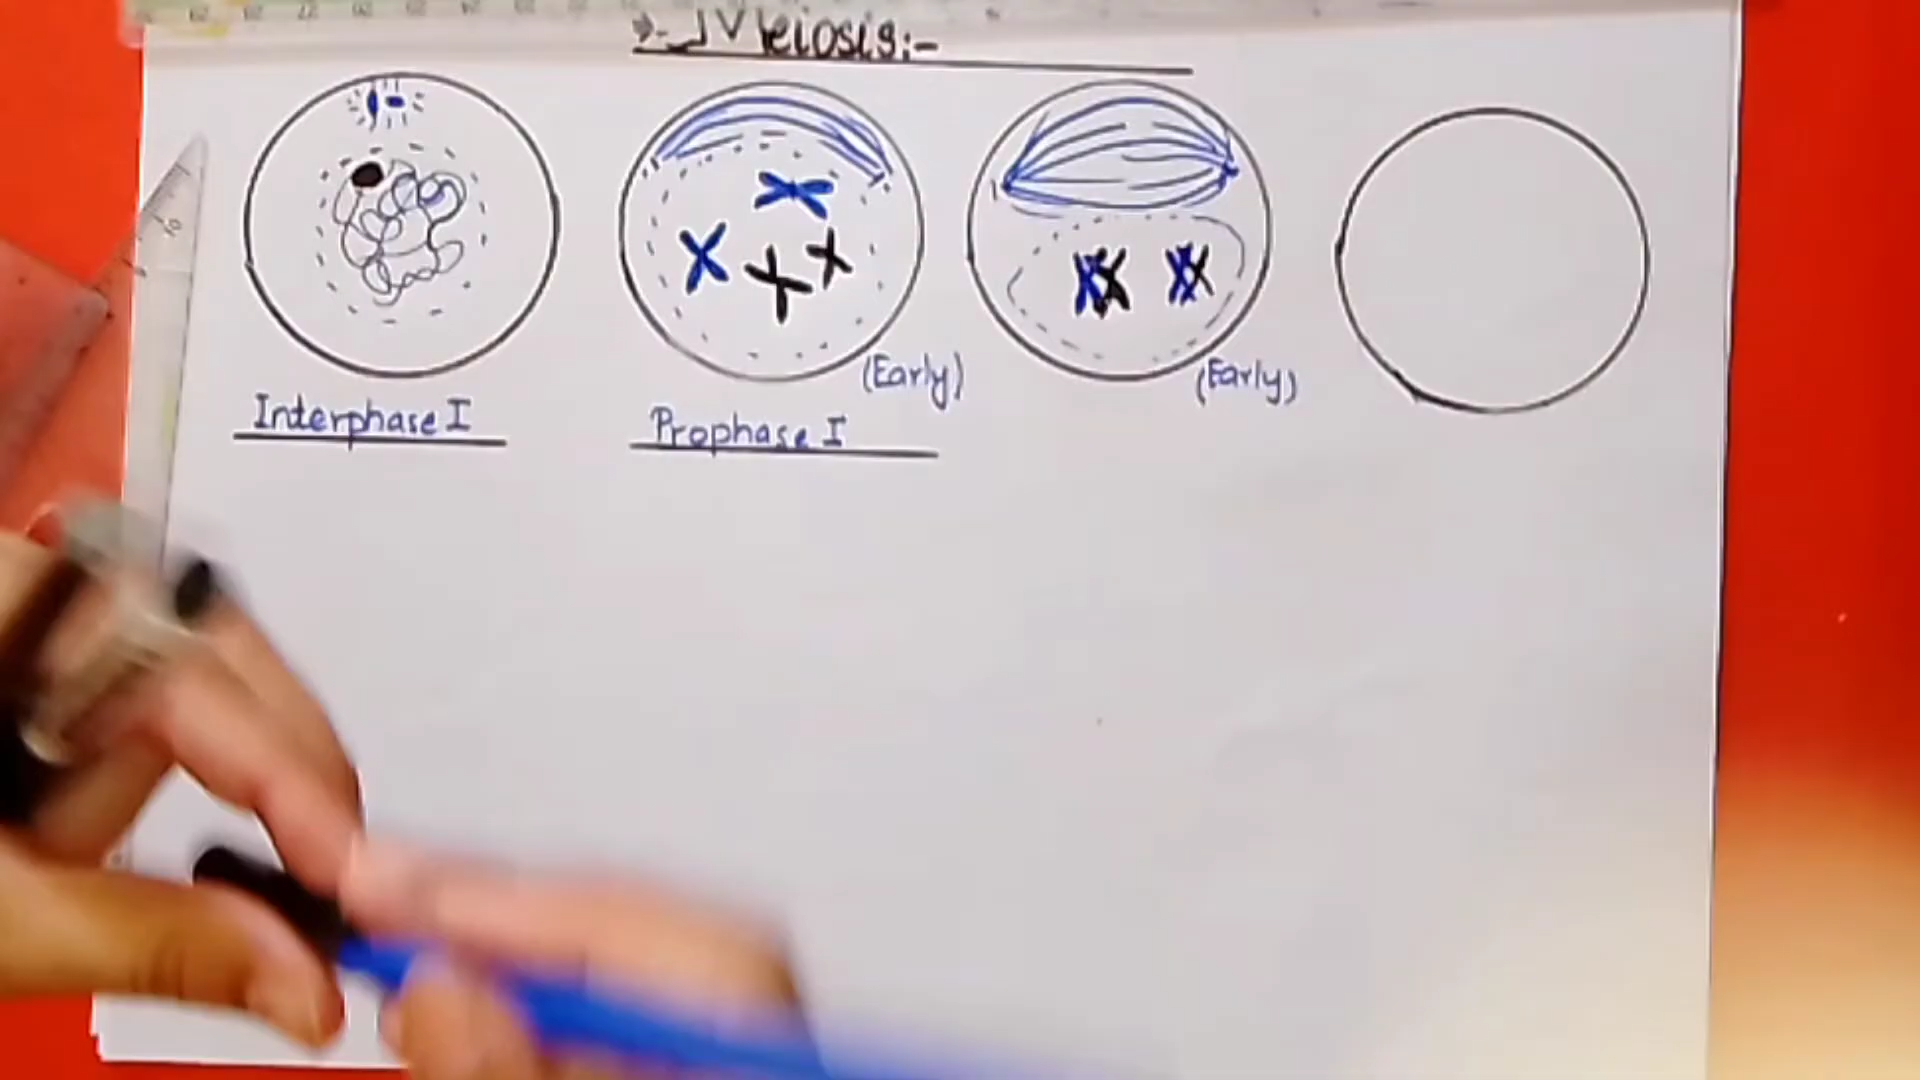 Meiosis:-
(Early)
(Early)
Interphase I
Prophase I